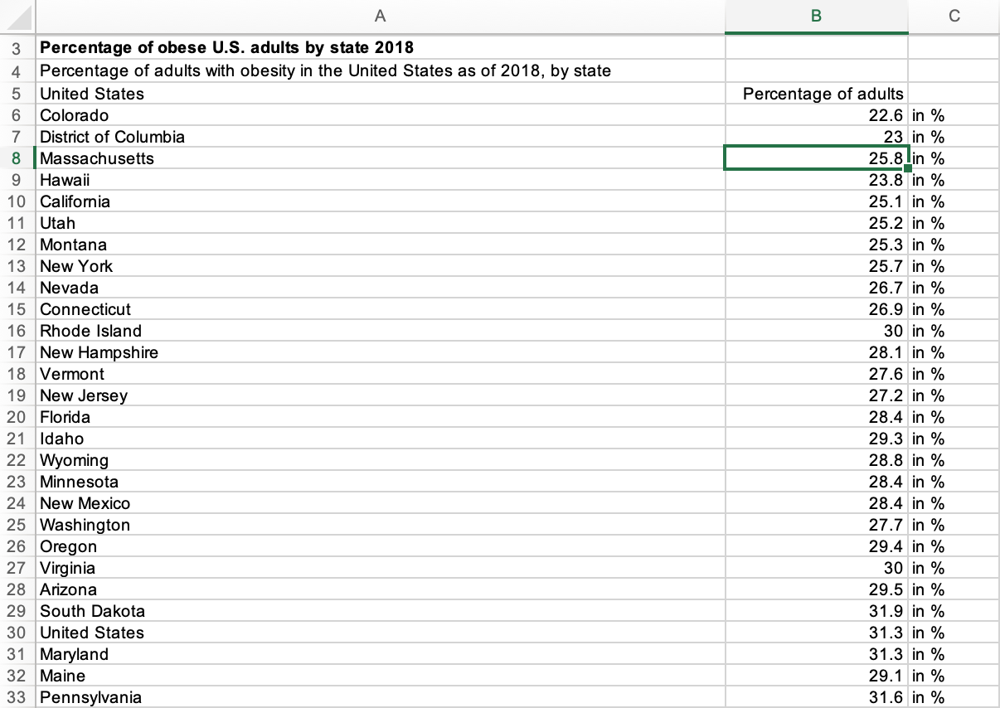 A B C
3 Percentage of obese U.S. adults by state 2018
4 Percentage of adults with obesity in the United States as of 2018, by state
5 United States Percentage of adults
6 Colorado 22.6 in %
7 District of Columbia 23 in %
8 Massachusetts 25.8 in %
9 Hawaii 23.8 in %
10 California 25.1 in %
11 Utah 25.2 in %
12 Montana 25.3 in %
13 New York 25.7 in %
14 Nevada 26.7 in %
15 Connecticut 26.9 in %
16 Rhode Island 30 in %
17 New Hampshire 28.1 in %
18 Vermont 27.6 in %
19 New Jersey 27.2 in %
20 Florida 28.4 in %
21 Idaho 29.3 in %
22 Wyoming 28.8 in %
23 Minnesota 28.4 in %
24 New Mexico 28.4 in %
25 Washington 27.7 in %
26 Oregon 29.4 in %
27 Virginia 30 in %
28 Arizona 29.5 in %
29 South Dakota 31.9 in %
30 United States 31.3 in %
31 Maryland 31.3 in %
32 Maine 29.1 in %
33 Pennsylvania 31.6 in %